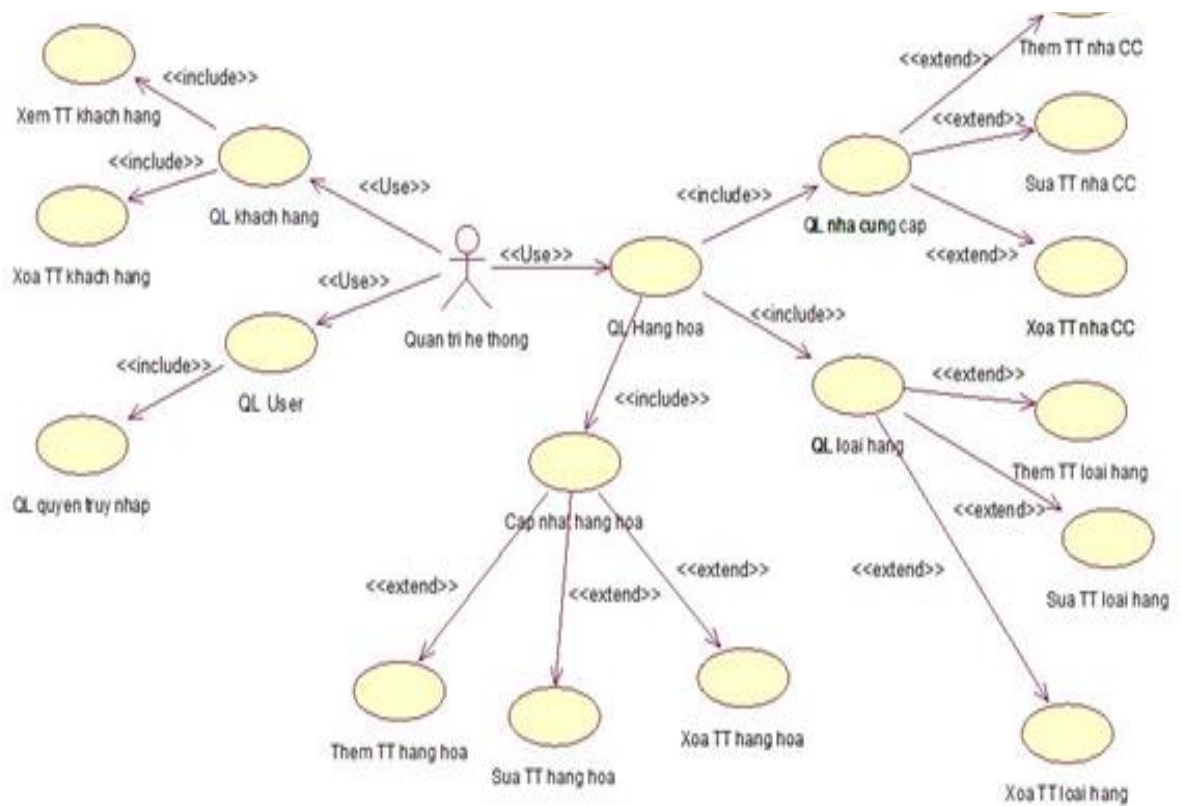 Them TT nha CC
<<extend>>
<<include>>
Xem TT khach hang
<<extend>>
<<include>>
<<Use>>
Sua TT nha CC
<<include>>
QL khach hang
QL nha cung cap
<<extend>>
Xoa TT khach hang
<<Use>>
<<Use>>
Quan tri he thong
QL Hang hoa
<<include>>
Xoa TT nha CC
<<include>>
QL User
<<extend>>
<<include>>
QL loai hang
Them TT loai hang
QL quyen truy nhap
Cap nhat hang hoa
<<extend>>
<<extend>>
<<extend>>
<<extend>>
<<extend>>
Sua TT loai hang
Them TT hang hoa
Sua TT hang hoa
Xoa TT hang hoa
Xoa TT loai hang